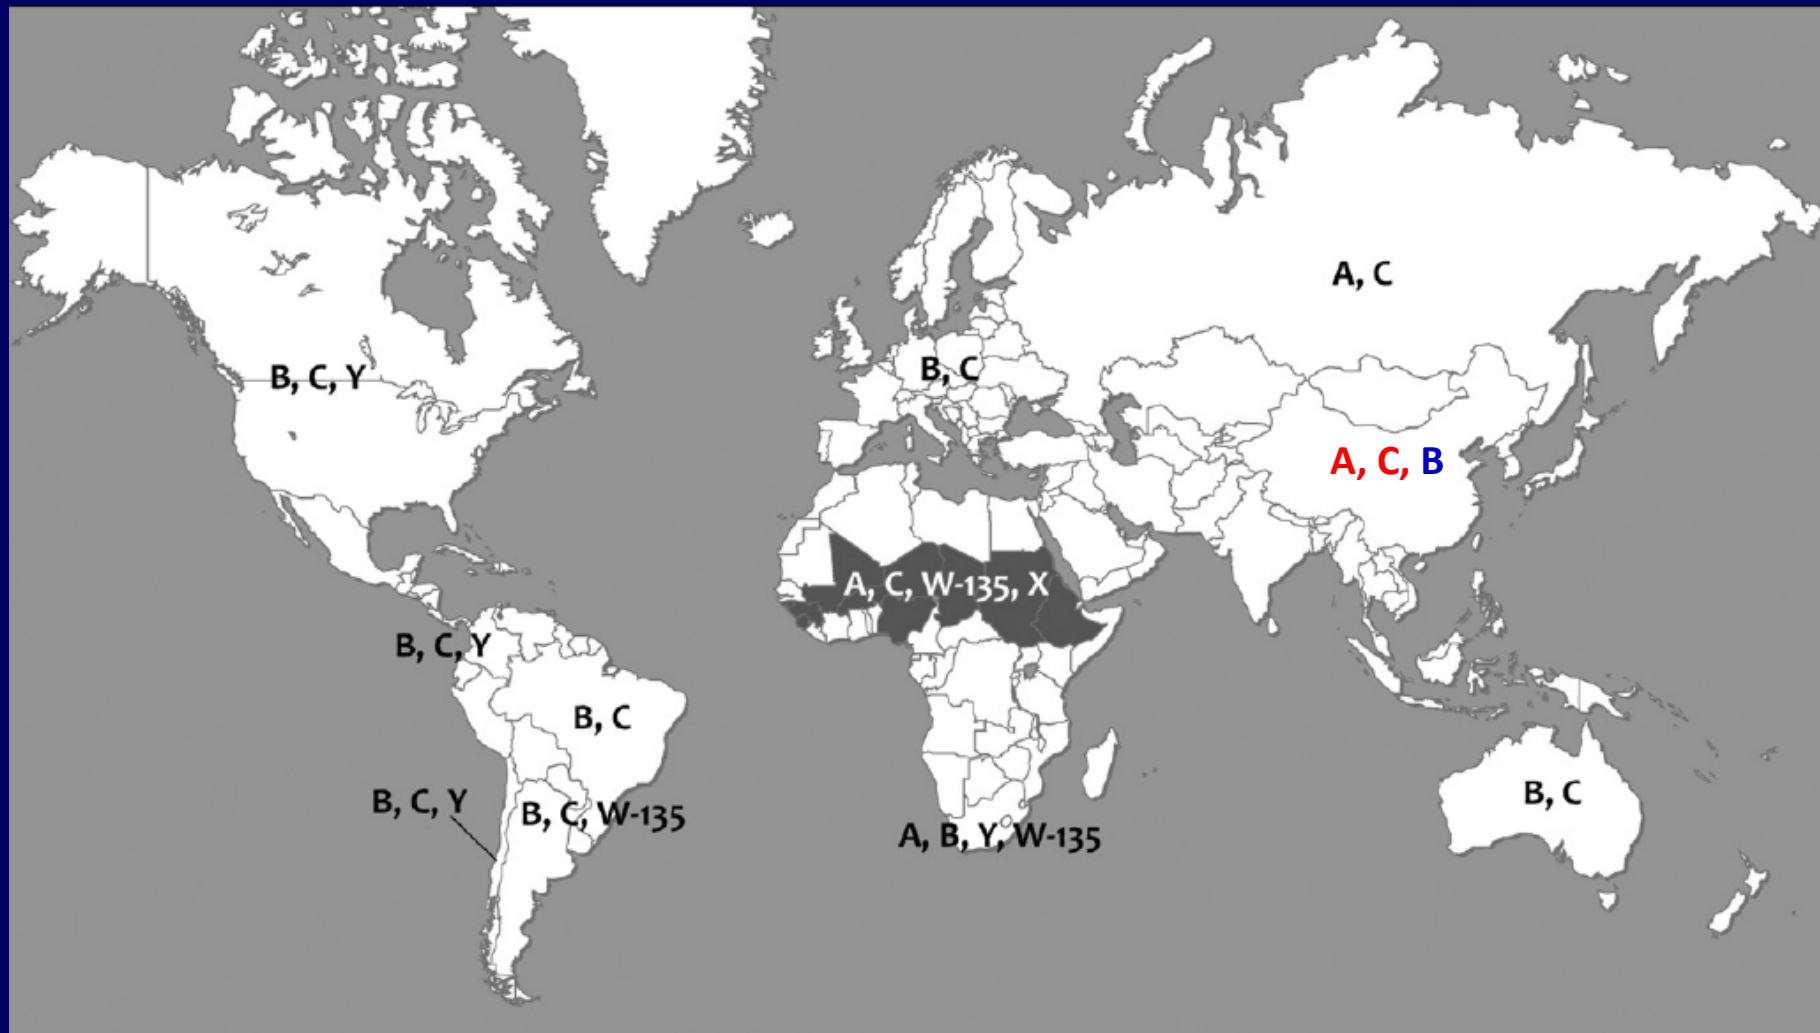 A, C
B, C, Y
B, C
A, C, B
A, C, W-135, X
B, C, Y
B, C
B, C, Y
B, C, W-135
A, B, Y, W-135
B, C